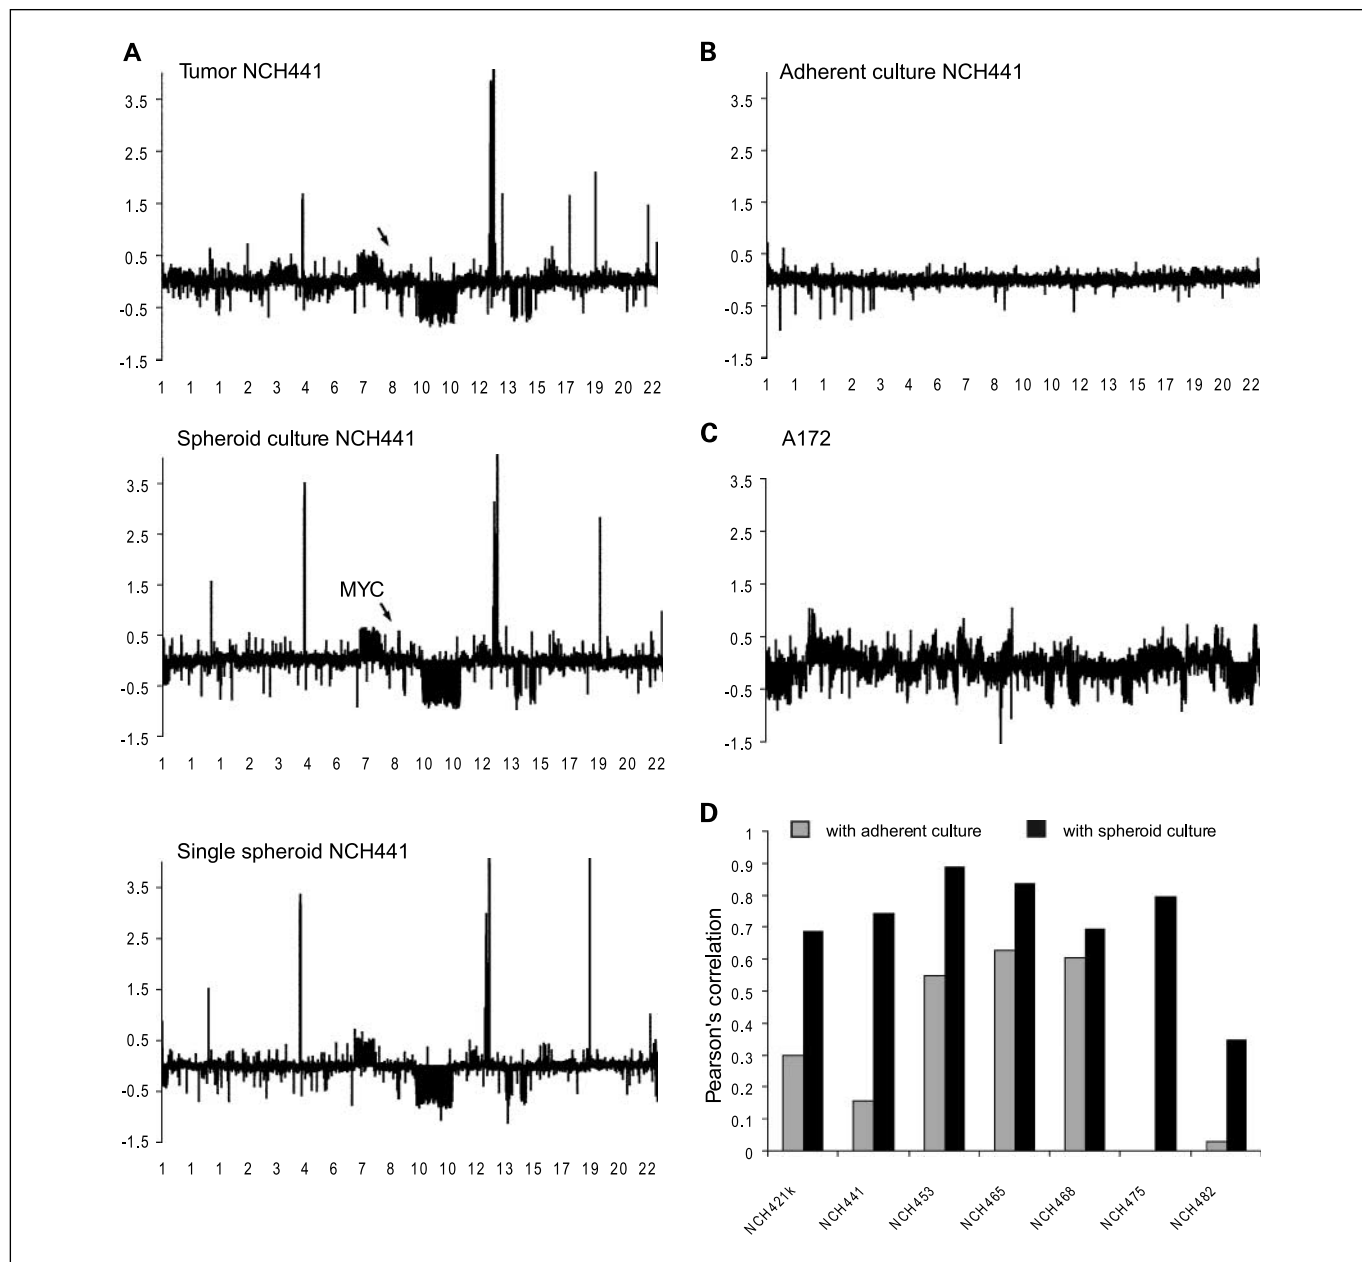 A
Tumor NCH441
3.5
2.5
1.5
0.5
-0.5
-1.5
1 1 1 2 3 4 6 7 8 10 10 12 13 15 17 19 20 22
Spheroid culture NCH441
3.5
2.5
1.5
MYC
0.5
-0.5
-1.5
1 1 1 2 3 4 6 7 8 10 10 12 13 15 17 19 20 22
Single spheroid NCH441
3.5
2.5
1.5
0.5
-0.5
-1.5
1 1 1 2 3 4 6 7 8 10 10 12 13 15 17 19 20 22
B
Adherent culture NCH441
3.5
2.5
1.5
0.5
-0.5
-1.5
1 1 1 2 3 4 6 7 8 10 10 12 13 15 17 19 20 22
C
A172
3.5
2.5
1.5
0.5
-0.5
-1.5
D
with adherent culture
with spheroid culture
Pearson's correlation
1
0.9
0.8
0.7
0.6
0.5
0.4
0.3
0.2
0.1
0
NCH421k
NCH441
NCH453
NCH465
NCH468
NCH475
NCH482